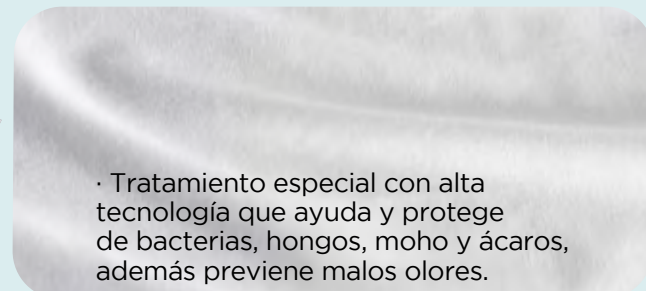 · Tratamiento especial con alta
tecnología que ayuda y protege
de bacterias, hongos, moho y ácaros,
además previene malos olores.